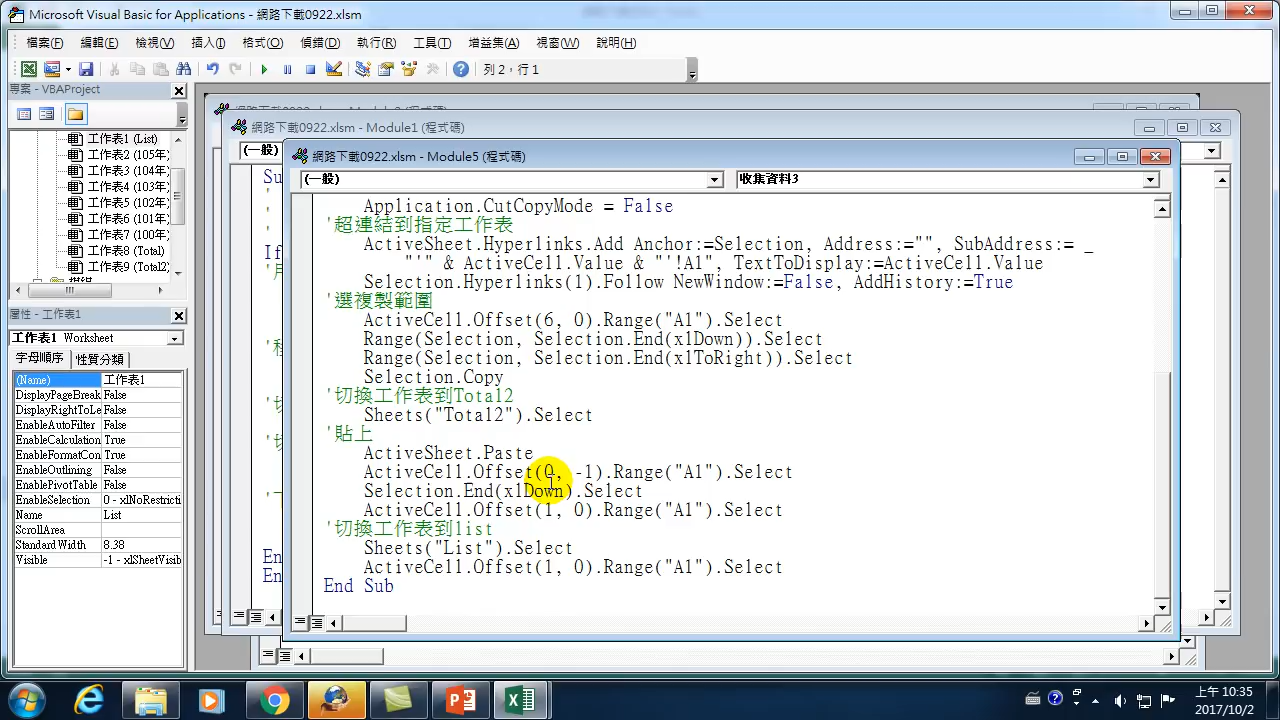 Microsoft Visual Basic for Applications - 網路下載0922.xlsm
檔案(F) 編輯(E) 檢視(V) 插入(I) 格式(O) 偵錯(D) 執行(R) 工具(T) 增益集(A) 視窗(W) 說明(H)
列 2，行 1
專案 - VBAProject
工作表1 (List)
工作表2 (105年
工作表3 (104年
工作表4 (103年
工作表5 (102年
工作表6 (101年
工作表7 (100年
工作表8 (Total)
工作表9 (Total2
屬性 - 工作表1
工作表1 Worksheet
字母順序 性質分類
(Name) 工作表1
DisplayPageBreak False
DisplayRightToLe False
EnableAutoFilter False
EnableCalculation True
EnableFormatCon True
EnableOutlining False
EnablePivotTable False
EnableSelection 0 - xlNoRestricti
Name List
ScrollArea
StandardWidth 8.38
Visible -1 - xlSheetVisib
網路下載0922.xlsm - Module1 (程式碼)
(一般)
Su
If
En
En
網路下載0922.xlsm - Module5 (程式碼)
(一般) 收集資料3
Application.CutCopyMode = False
'超連結到指定工作表
ActiveSheet.Hyperlinks.Add Anchor:=Selection, Address:="", SubAddress:= _
"'" & ActiveCell.Value & "'!A1", TextToDisplay:=ActiveCell.Value
Selection.Hyperlinks(1).Follow NewWindow:=False, AddHistory:=True
'選複製範圍
ActiveCell.Offset(6, 0).Range("A1").Select
Range(Selection, Selection.End(xlDown)).Select
Range(Selection, Selection.End(xlToRight)).Select
Selection.Copy
'切換工作表到Total2
Sheets("Total2").Select
'貼上
ActiveSheet.Paste
ActiveCell.Offset(0, -1).Range("A1").Select
Selection.End(xlDown).Select
ActiveCell.Offset(1, 0).Range("A1").Select
'切換工作表到list
Sheets("List").Select
ActiveCell.Offset(1, 0).Range("A1").Select
End Sub
上午 10:35
2017/10/2